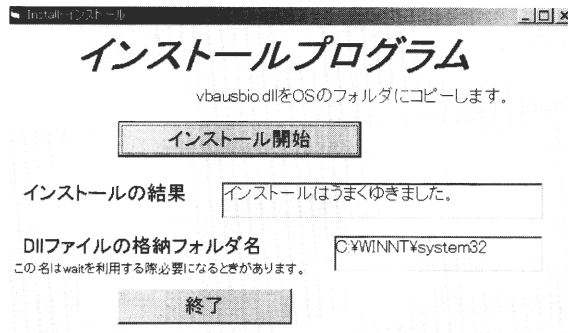 Install-インストール
インストールプログラム
vbausbio.dllをOSのフォルダにコピーします。
インストール開始
インストールの結果
インストールはうまくゆきました。
Dllファイルの格納フォルダ名
C:¥WINNT¥system32
この名はwaitを利用する際必要になるときがあります。
終了